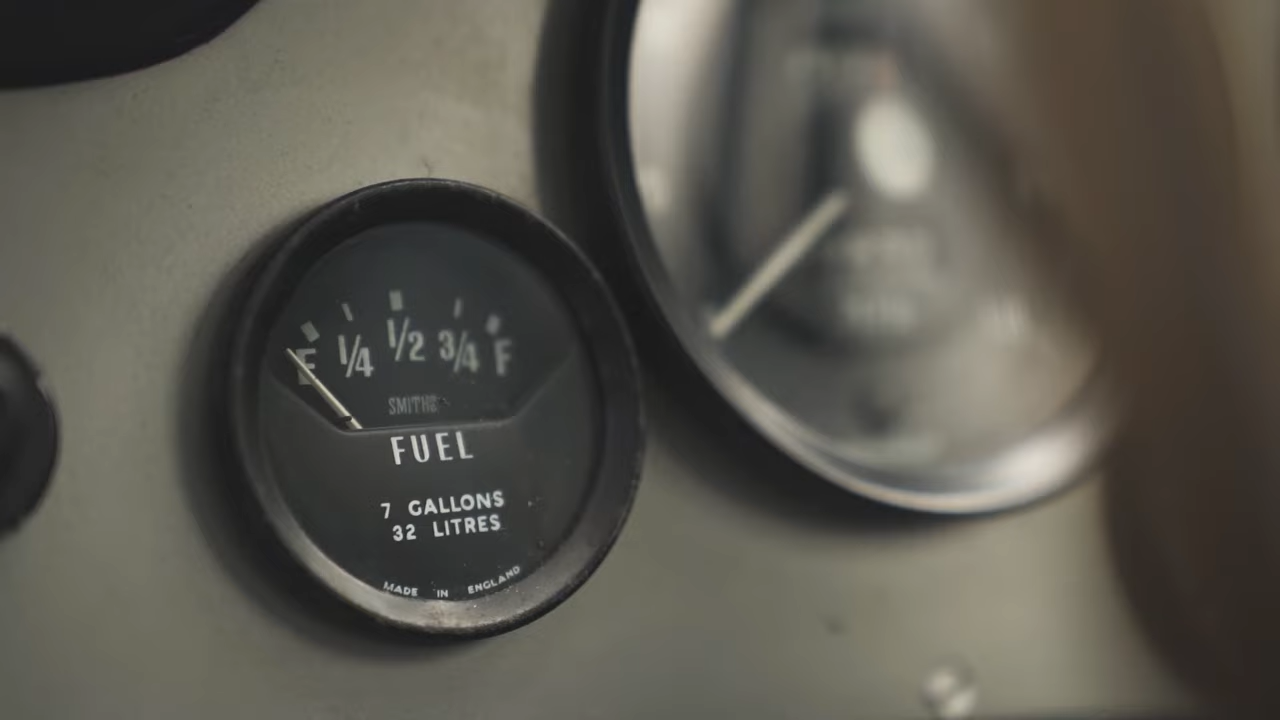 E 1/4 1/2 3/4 F
SMITHS
FUEL
7 GALLONS
32 LITRES
MADE IN ENGLAND